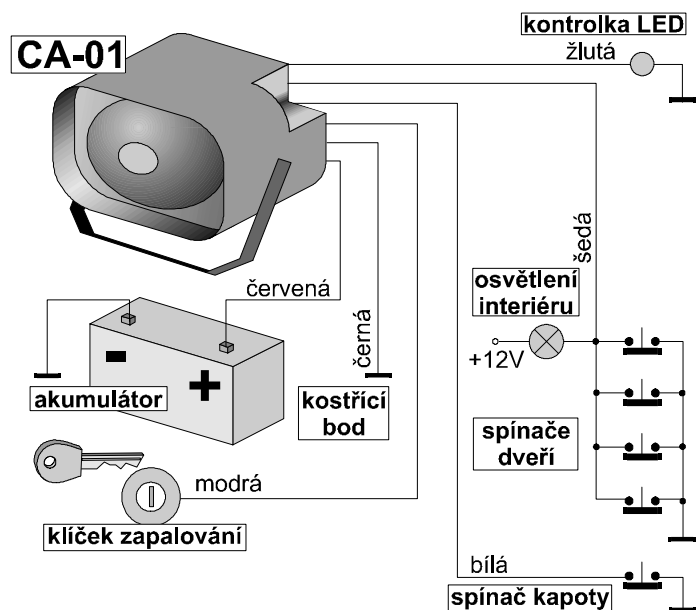 kontrolka LED
CA-01
žlutá
šedá
osvětlení
interiéru
červená
+12V
černá
-
+
akumulátor
kostřící
bod
spínače
dveří
modrá
klíček zapalování
bílá
spínač kapoty